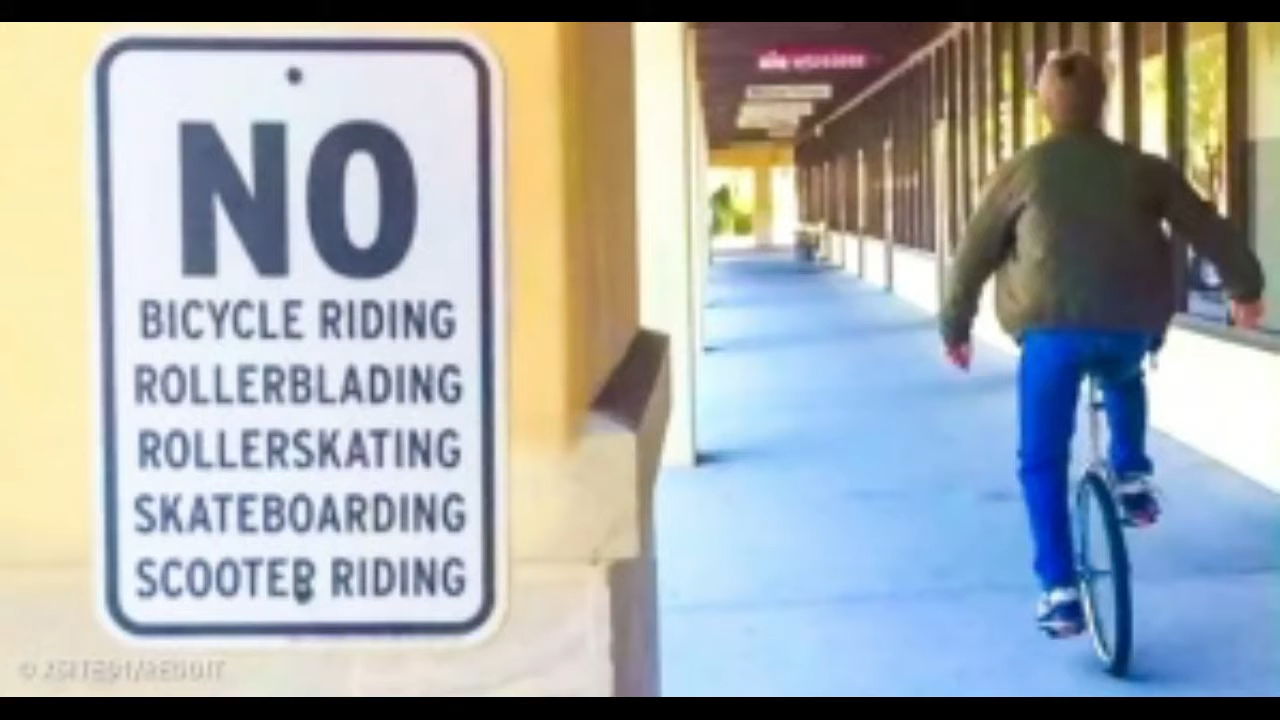 NO
BICYCLE RIDING
ROLLERBLADING
ROLLERSKATING
SKATEBOARDING
SCOOTER RIDING